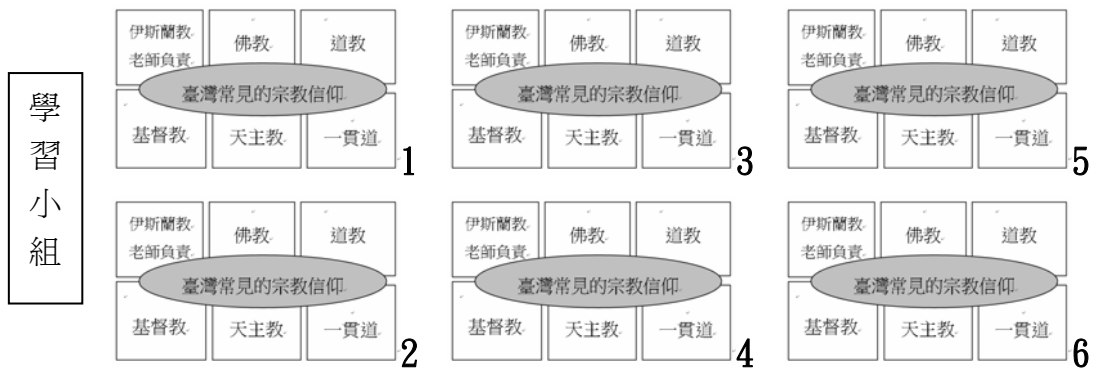 學習小組
伊斯蘭教
老師負責
佛教
道教
臺灣常見的宗教信仰
基督教
天主教
一貫道
1
伊斯蘭教
老師負責
佛教
道教
臺灣常見的宗教信仰
基督教
天主教
一貫道
3
伊斯蘭教
老師負責
佛教
道教
臺灣常見的宗教信仰
基督教
天主教
一貫道
5
伊斯蘭教
老師負責
佛教
道教
臺灣常見的宗教信仰
基督教
天主教
一貫道
2
伊斯蘭教
老師負責
佛教
道教
臺灣常見的宗教信仰
基督教
天主教
一貫道
4
伊斯蘭教
老師負責
佛教
道教
臺灣常見的宗教信仰
基督教
天主教
一貫道
6